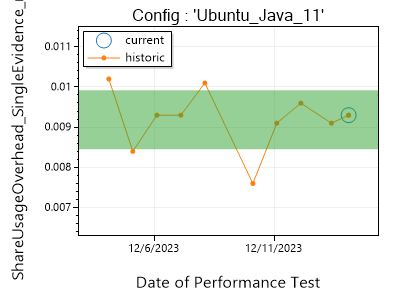 Config : 'Ubuntu_Java_11'
current
historic
0.011
0.01
0.009
0.008
0.007
ShareUsageOverhead_SingleEvidence_
12/6/2023
12/11/2023
Date of Performance Test